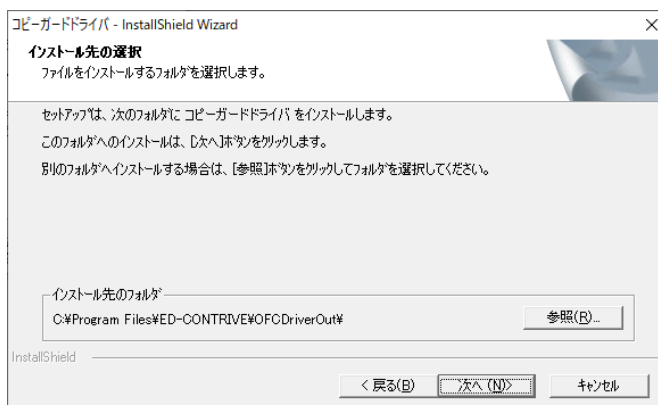 コピーガードドライバ - InstallShield Wizard
インストール先の選択
ファイルをインストールするフォルダを選択します。
セットアップは、次のフォルダに コピーガードドライバ をインストールします。
このフォルダへのインストールは、[次へ]ボタンをクリックします。
別のフォルダへインストールする場合は、[参照]ボタンをクリックしてフォルダを選択してください。
インストール先のフォルダ
C:¥Program Files¥ED-CONTRIVE¥OFCDriverOut¥
参照(R)...
InstallShield
< 戻る(B)
次へ (N)>
キャンセル